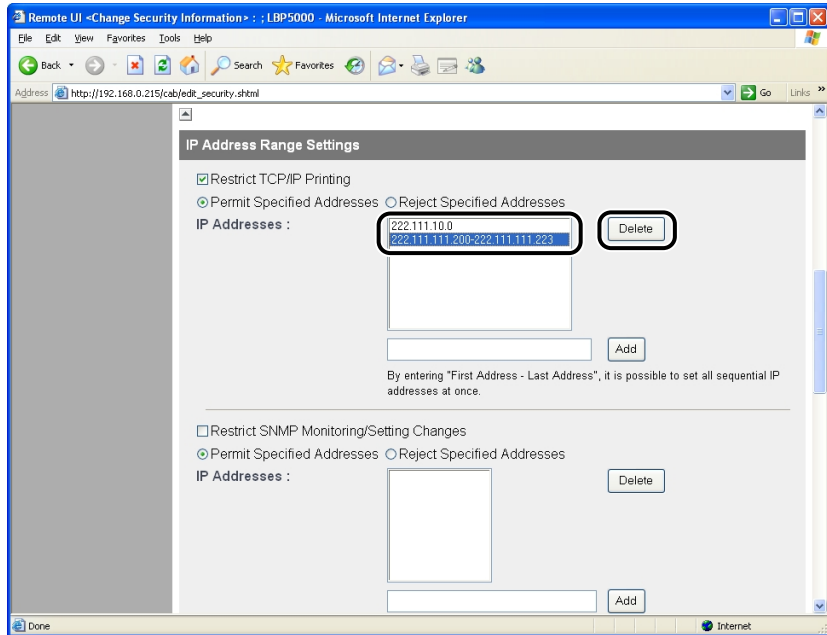 Remote UI <Change Security Information> : ; LBP5000 - Microsoft Internet Explorer
File Edit View Favorites Tools Help
Back Search Favorites
Address http://192.168.0.215/cab/edit_security.shtml Go Links »
IP Address Range Settings
Restrict TCP/IP Printing
Permit Specified Addresses Reject Specified Addresses
IP Addresses :
222.111.10.0
222.111.111.200-222.111.111.223
Delete
Add
By entering "First Address - Last Address", it is possible to set all sequential IP
addresses at once.
Restrict SNMP Monitoring/Setting Changes
Permit Specified Addresses Reject Specified Addresses
IP Addresses :
Delete
Add
Done Internet